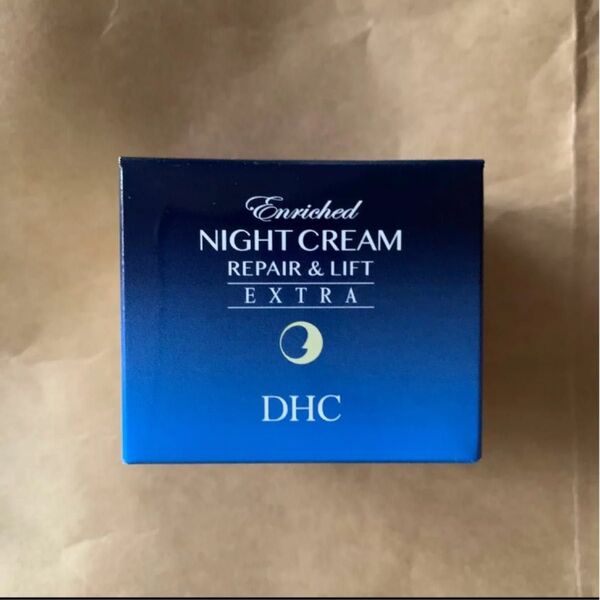 Enriched
NIGHT CREAM
REPAIR & LIFT
EXTRA
DHC